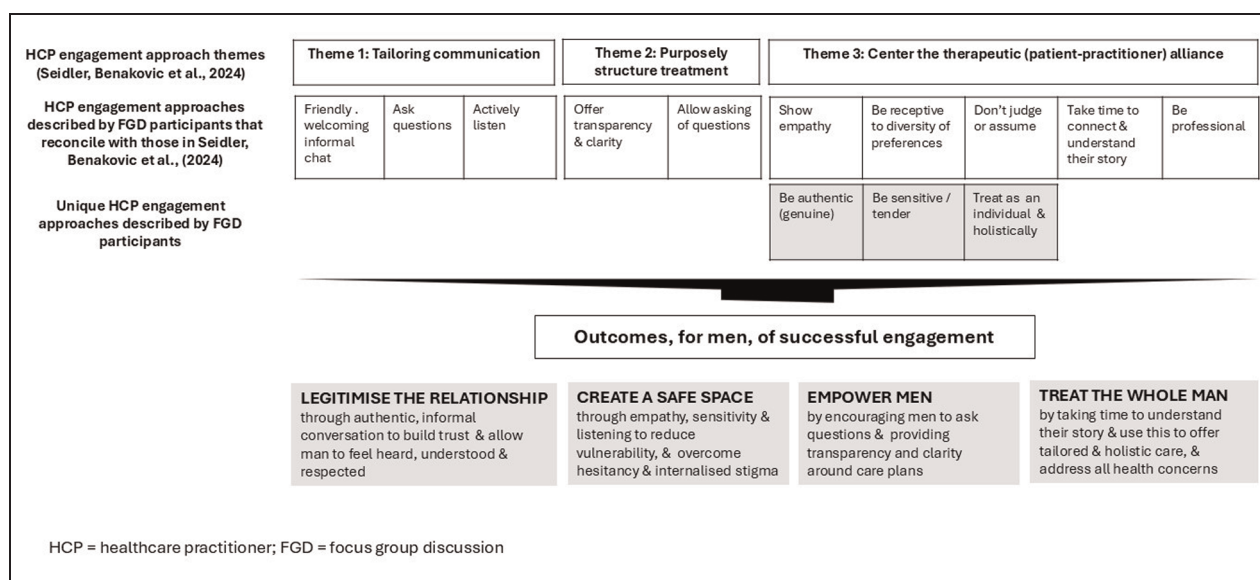 HCP engagement approach themes
(Seidler, Benakovic et al., 2024)
Theme 1: Tailoring communication
Theme 2: Purposely
structure treatment
Theme 3: Center the therapeutic (patient-practitioner) alliance
HCP engagement approaches
described by FGD participants that
reconcile with those in Seidler,
Benakovic et al., (2024)
Friendly .
welcoming
informal
chat
Ask
questions
Actively
listen
Offer
transparency
& clarity
Allow asking
of questions
Show
empathy
Be receptive
to diversity of
preferences
Don't judge
or assume
Take time to
connect &
understand
their story
Be
professional
Unique HCP engagement
approaches described by FGD
participants
Be authentic
(genuine)
Be sensitive /
tender
Treat as an
individual &
holistically
Outcomes, for men, of successful engagement
LEGITIMISE THE RELATIONSHIP
through authentic, informal
conversation to build trust & allow
man to feel heard, understood &
respected
CREATE A SAFE SPACE
through empathy, sensitivity &
listening to reduce
vulnerability, & overcome
hesitancy & internalised stigma
EMPOWER MEN
by encouraging men to ask
questions & providing
transparency and clarity
around care plans
TREAT THE WHOLE MAN
by taking time to understand
their story & use this to offer
tailored & holistic care, &
address all health concerns
HCP = healthcare practitioner; FGD = focus group discussion